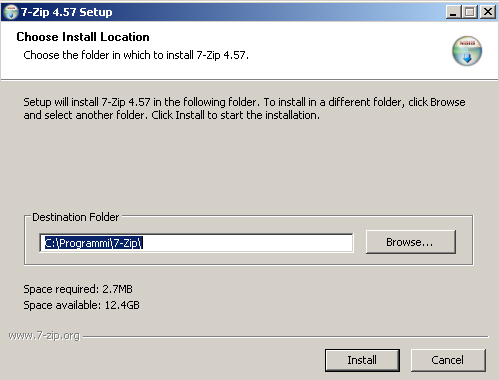 7-Zip 4.57 Setup
Choose Install Location
Choose the folder in which to install 7-Zip 4.57.
Setup will install 7-Zip 4.57 in the following folder. To install in a different folder, click Browse
and select another folder. Click Install to start the installation.
Destination Folder
C:\Programmi\7-Zip\
Browse...
Space required: 2.7MB
Space available: 12.4GB
www.7-zip.org
Install
Cancel